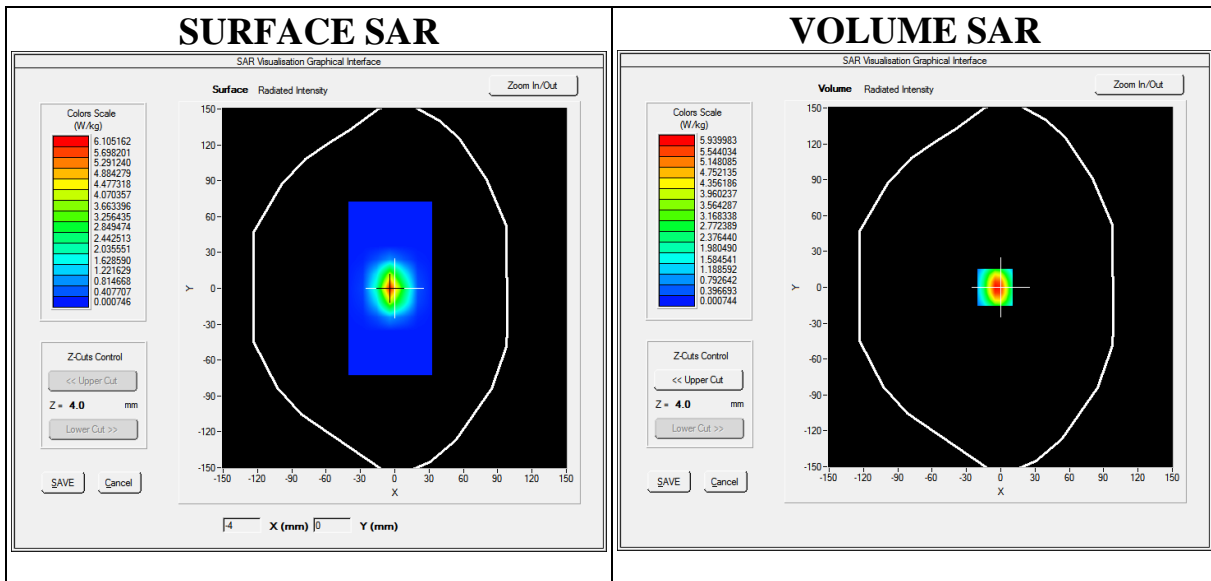 SURFACE SAR
SAR Visualisation Graphical Interface
Surface Radiated Intensity
Zoom In/Out
Colors Scale
(W/kg)
6.105162
5.698201
5.291240
4.884279
4.477318
4.070357
3.663396
3.256435
2.849474
2.442513
2.035551
1.628590
1.221629
0.814668
0.407707
0.000746
150
120
90
60
30
0
-30
-60
-90
-120
-150
Y
-150 -120 -90 -60 -30 0 30 60 90 120 150
X
Z-Cuts Control
<< Upper Cut
Z = 4.0 mm
Lower Cut >>
SAVE Cancel
-4 X (mm) 0 Y (mm)
VOLUME SAR
SAR Visualisation Graphical Interface
Volume Radiated Intensity
Zoom In/Out
Colors Scale
(W/kg)
5.939983
5.544034
5.148085
4.752135
4.356186
3.960237
3.564287
3.168338
2.772389
2.376440
1.980490
1.584541
1.188592
0.792642
0.396693
0.000744
150
120
90
60
30
0
-30
-60
-90
-120
-150
Y
-150 -120 -90 -60 -30 0 30 60 90 120 150
X
Z-Cuts Control
<< Upper Cut
Z = 4.0 mm
Lower Cut >>
SAVE Cancel